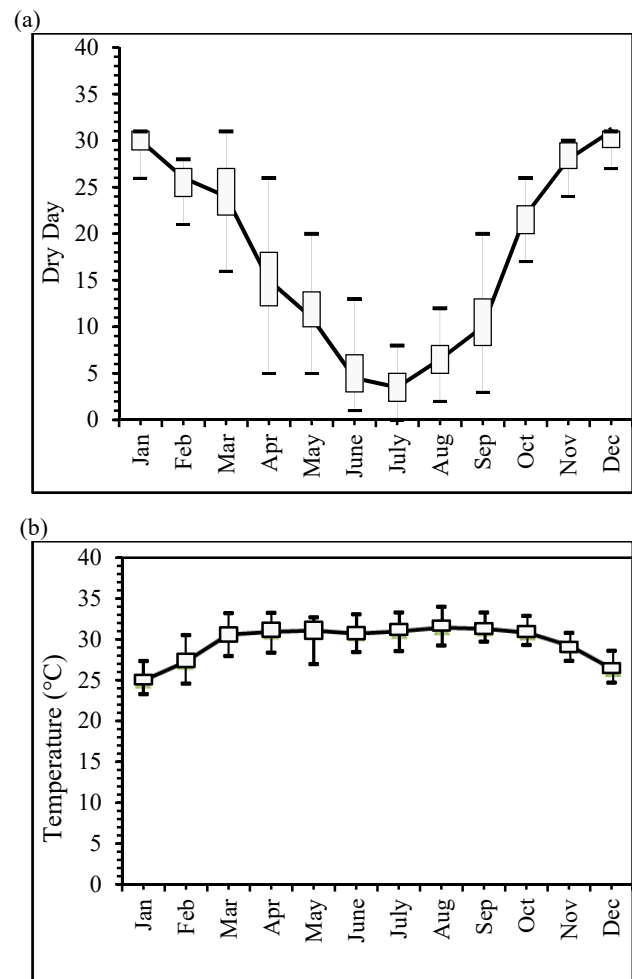 (a)
40
35
30
25
20
15
10
5
0
Dry Day
Jan
Feb
Mar
Apr
May
June
July
Aug
Sep
Oct
Nov
Dec
(b)
40
35
30
25
20
15
10
5
0
Temperature (°C)
Jan
Feb
Mar
Apr
May
June
July
Aug
Sep
Oct
Nov
Dec